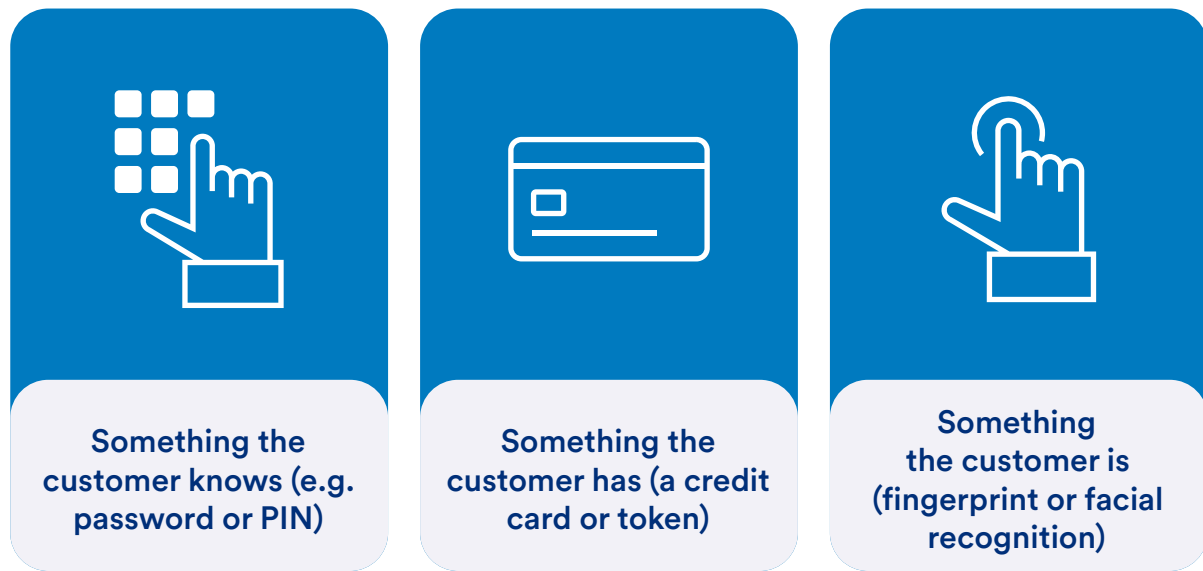 Something the
customer knows (e.g.
password or PIN)
Something the
customer has (a credit
card or token)
Something
the customer is
(fingerprint or facial
recognition)